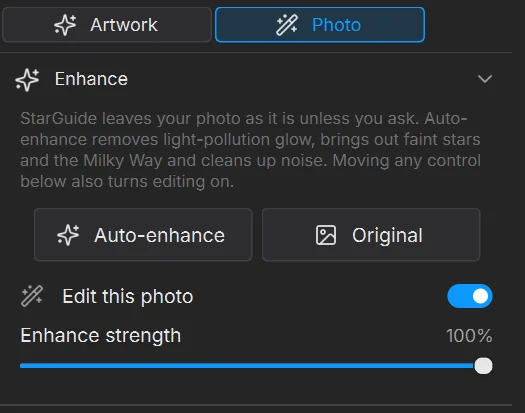 Artwork
Photo
Enhance
StarGuide leaves your photo as it is unless you ask. Auto-
enhance removes light-pollution glow, brings out faint stars
and the Milky Way and cleans up noise. Moving any control
below also turns editing on.
Auto-enhance
Original
Edit this photo
Enhance strength
100%